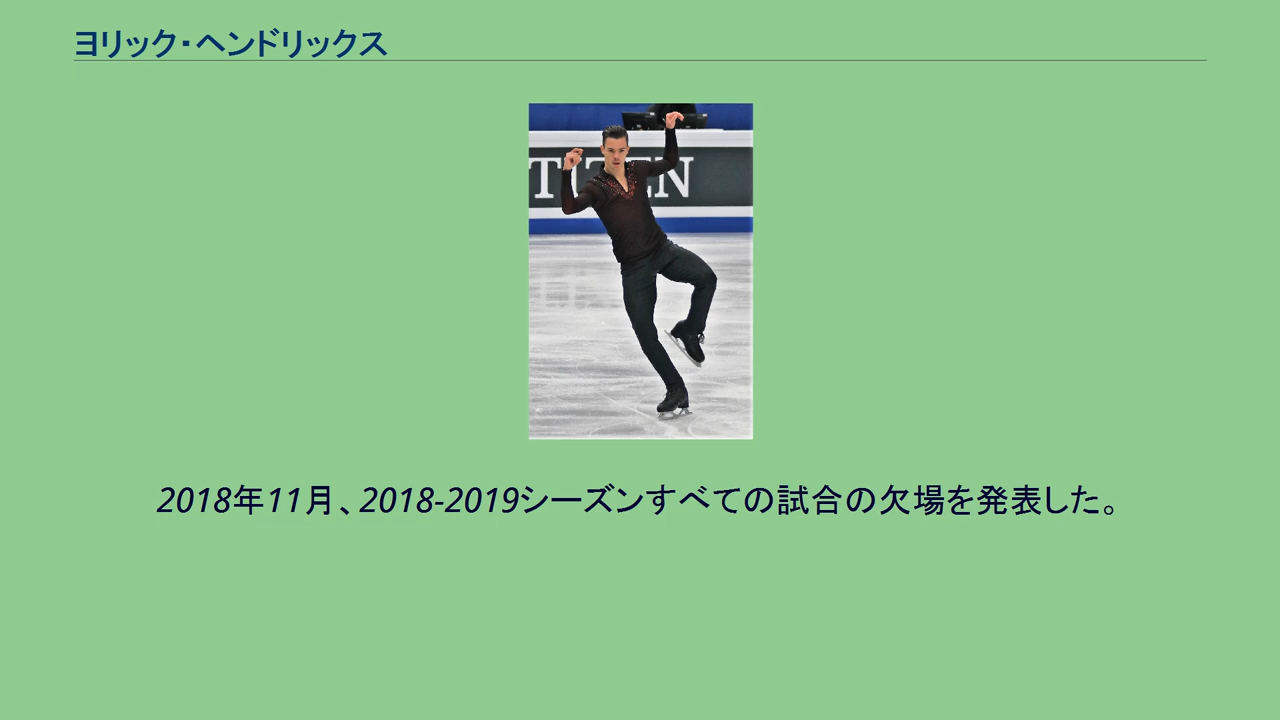 ヨリック・ヘンドリックス
TIZEN
2018年11月、2018-2019シーズンすべての試合の欠場を発表した。